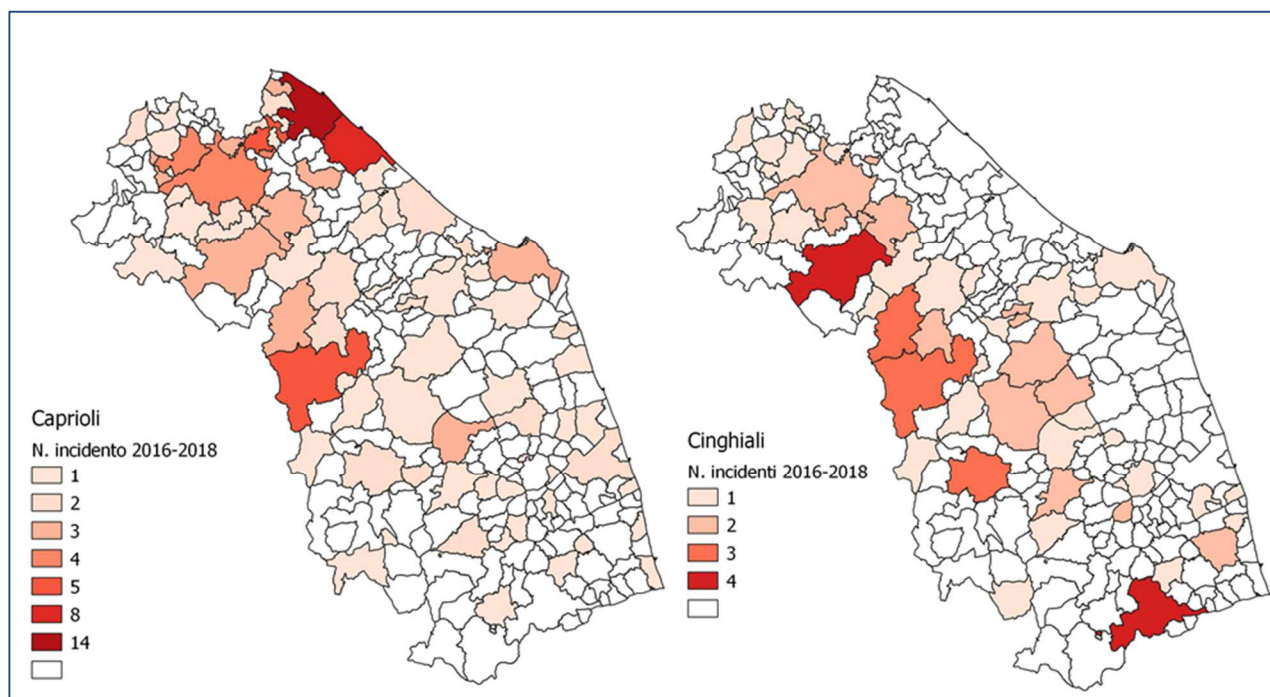 Caprioli
N. incidento 2016-2018
1
2
3
4
5
8
14
Cinghiali
N. incidenti 2016-2018
1
2
3
4